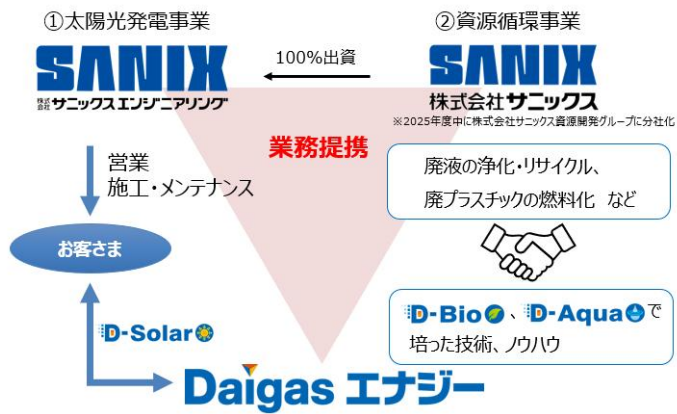 ①太陽光発電事業
②資源循環事業
SANIX
株式会社サニックスエンジニアリング
100%出資
SANIX
株式会社サニックス
※2025年度中に株式会社サニックス資源開発グループに分社化
業務提携
営業
施工・メンテナンス
廃液の浄化・リサイクル、
廃プラスチックの燃料化 など
お客さま
D-Solar
D-Bio、D-Aquaで
培った技術、ノウハウ
Daigasエナジー